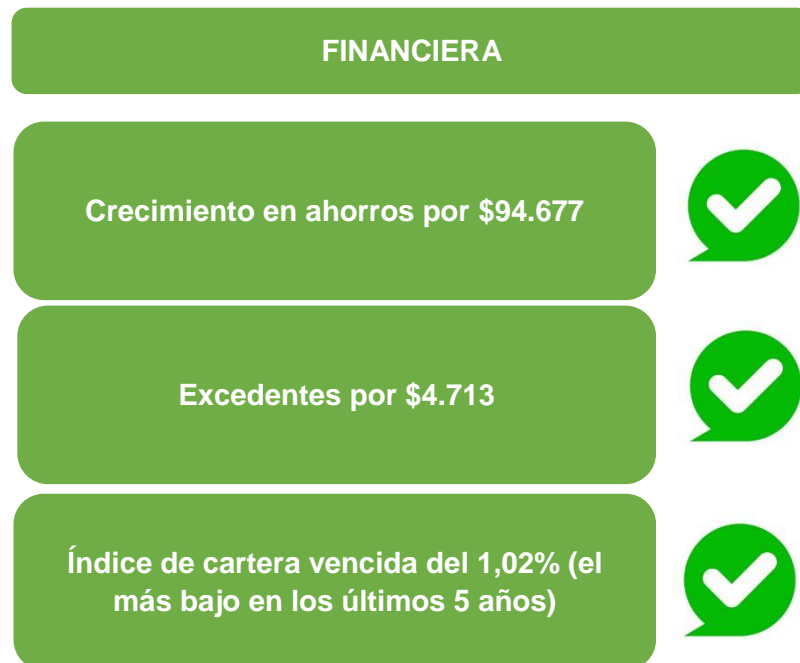 FINANCIERA
Crecimiento en ahorros por $94.677
Excedentes por $4.713
Índice de cartera vencida del 1,02% (el
más bajo en los últimos 5 años)